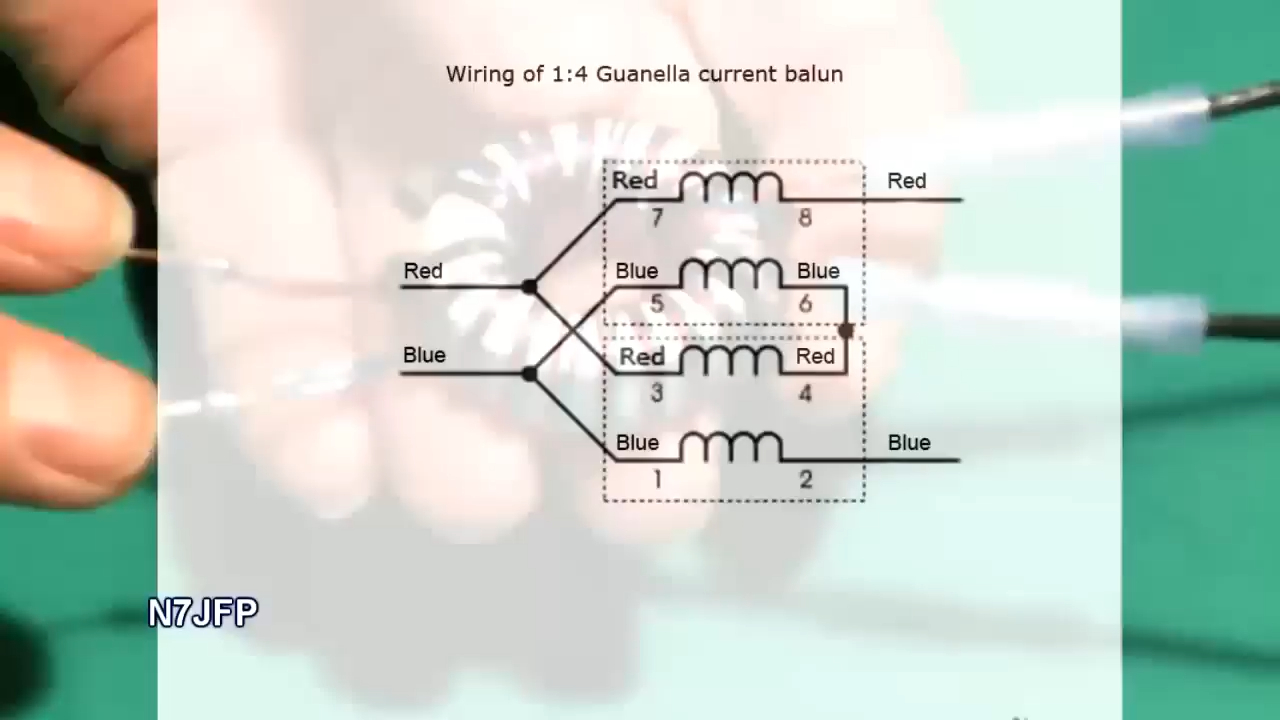 Wiring of 1:4 Guanella current balun
Red Red
7 8
Red Blue Blue
5 6
Blue Red Red
3 4
Blue Blue
1 2
N7JFP